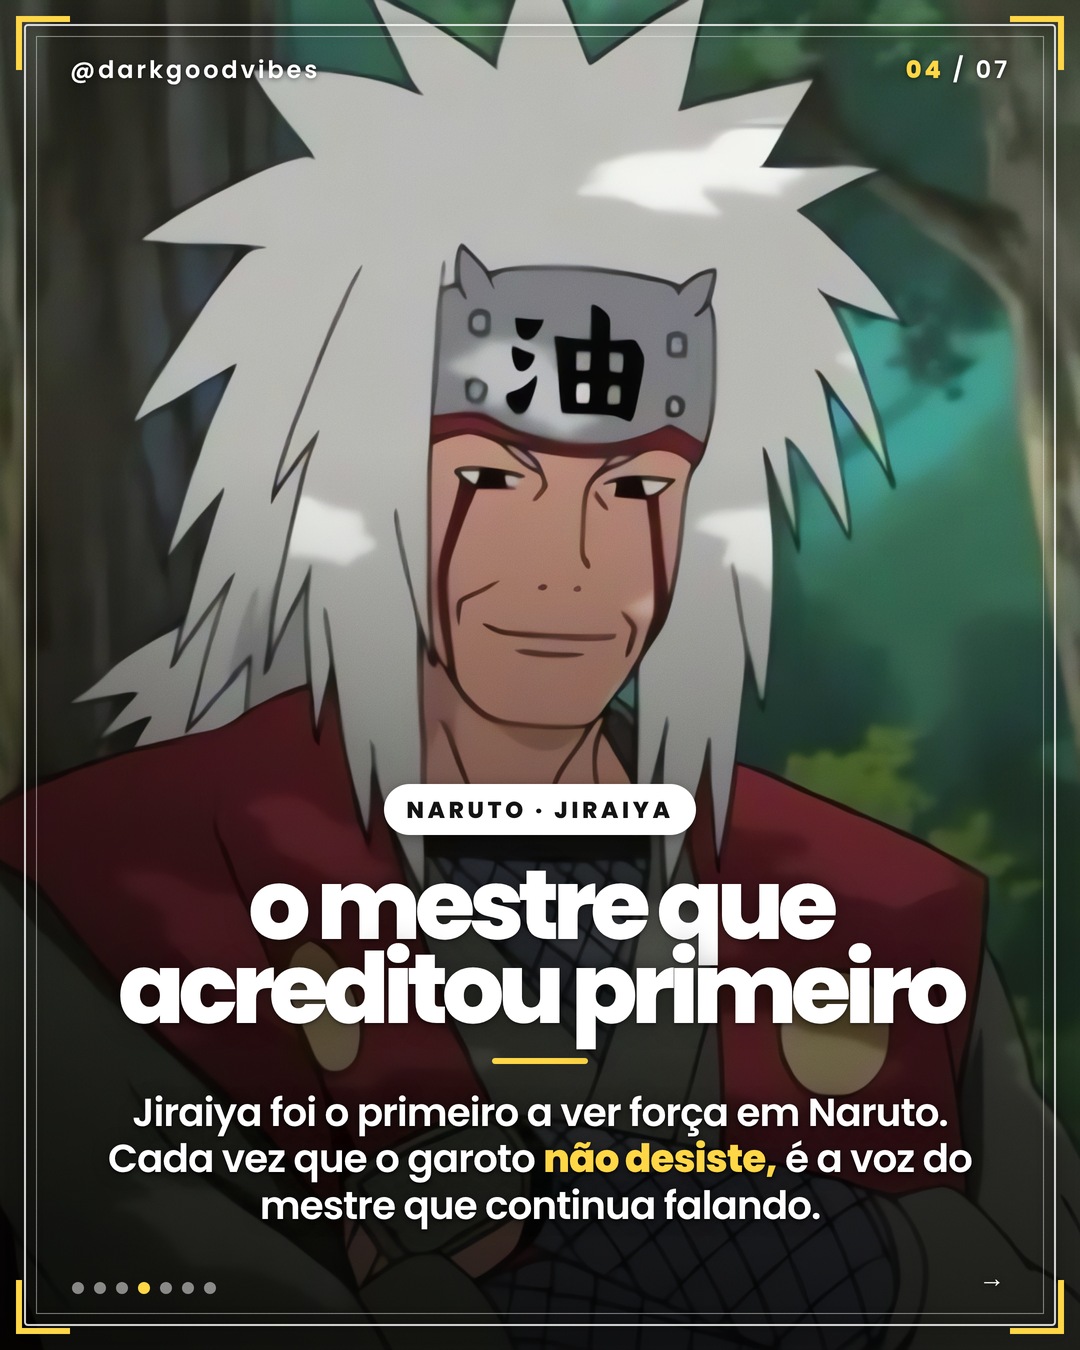 @darkgoodvibes
04 / 07
油
NARUTO · JIRAIYA
o mestre que
acreditou primeiro
Jiraiya foi o primeiro a ver força em Naruto.
Cada vez que o garoto não desiste, é a voz do
mestre que continua falando.
→